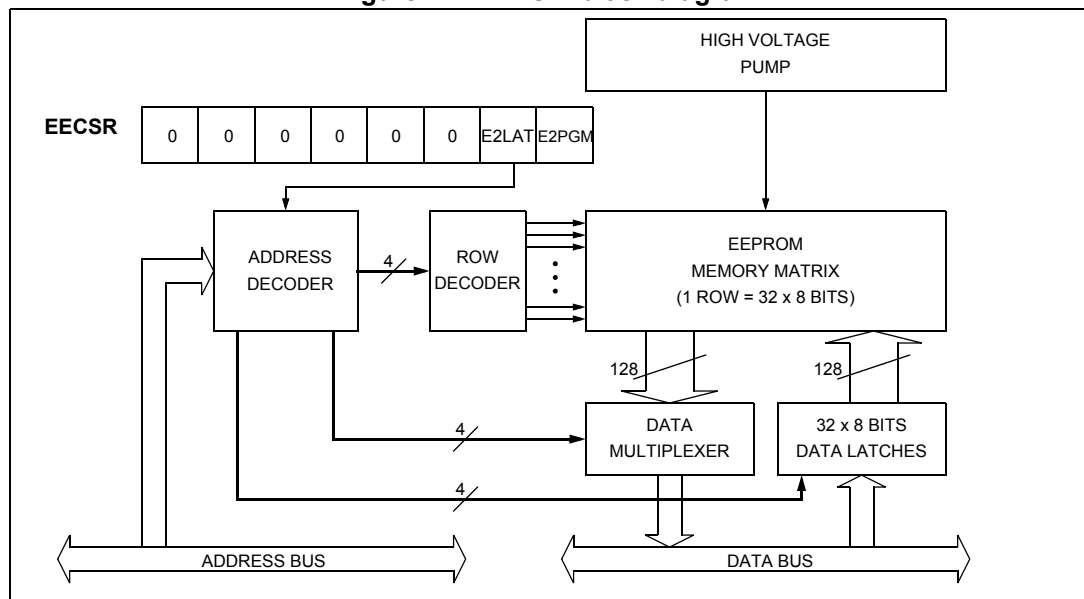 HIGH VOLTAGE
PUMP
EECSR
0 0 0 0 0 0 E2LAT E2PGM
ADDRESS
DECODER
4
ROW
DECODER
EEPROM
MEMORY MATRIX
(1 ROW = 32 x 8 BITS)
128
128
4
DATA
MULTIPLEXER
32 x 8 BITS
DATA LATCHES
4
ADDRESS BUS
DATA BUS